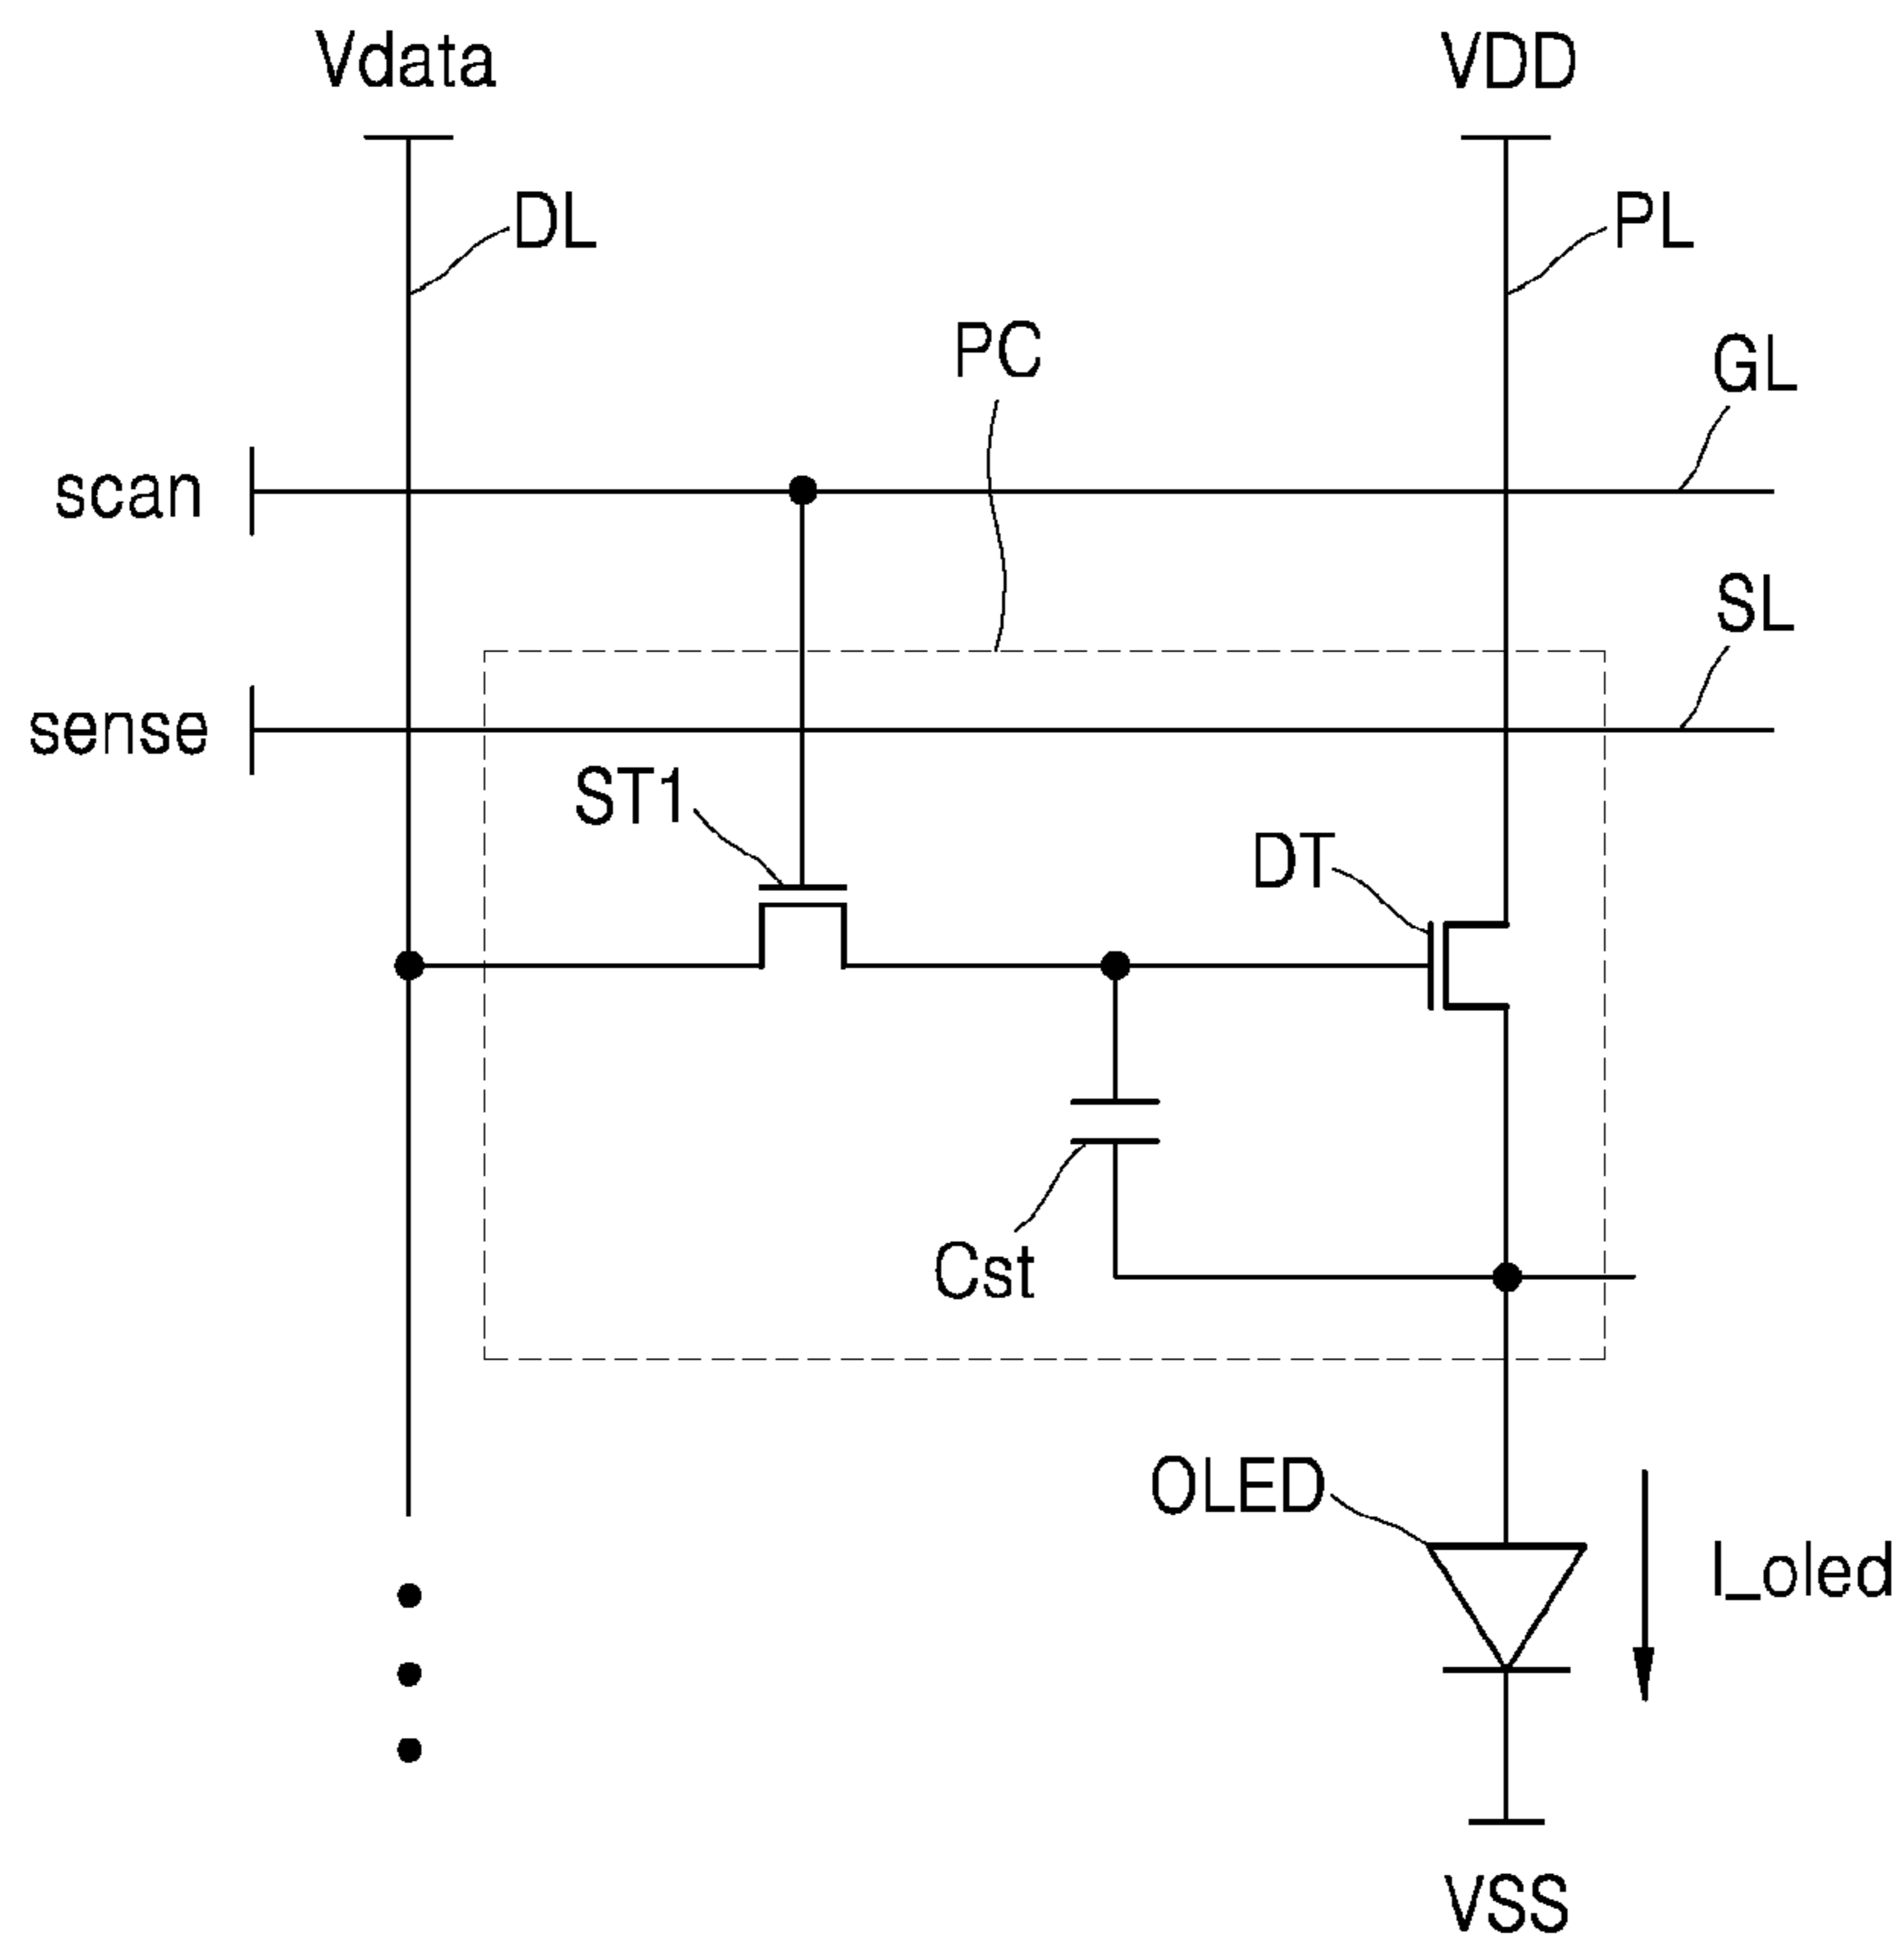 Vdata
VDD
DL
PL
PC
GL
scan
SL
sense
ST1
DT
Cst
OLED
I_oled
VSS